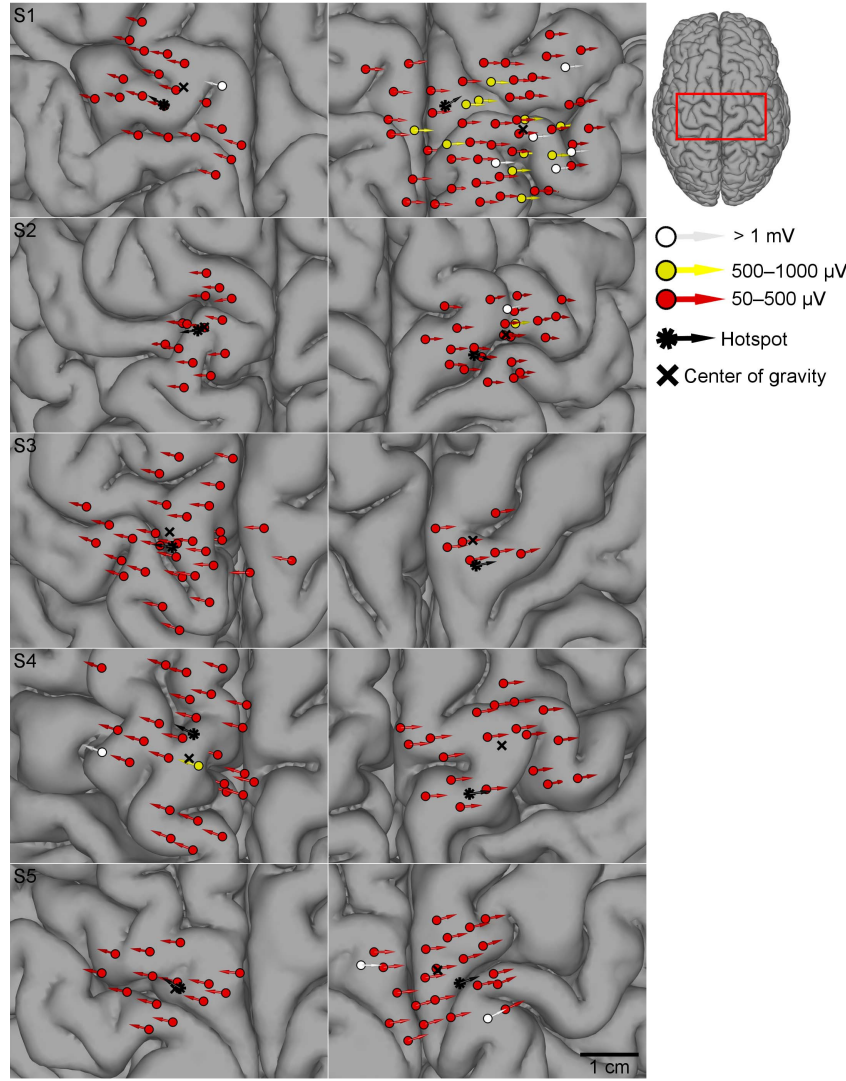 S1
> 1 mV
500–1000 µV
50–500 µV
Hotspot
Center of gravity
S2
S3
S4
S5
1 cm